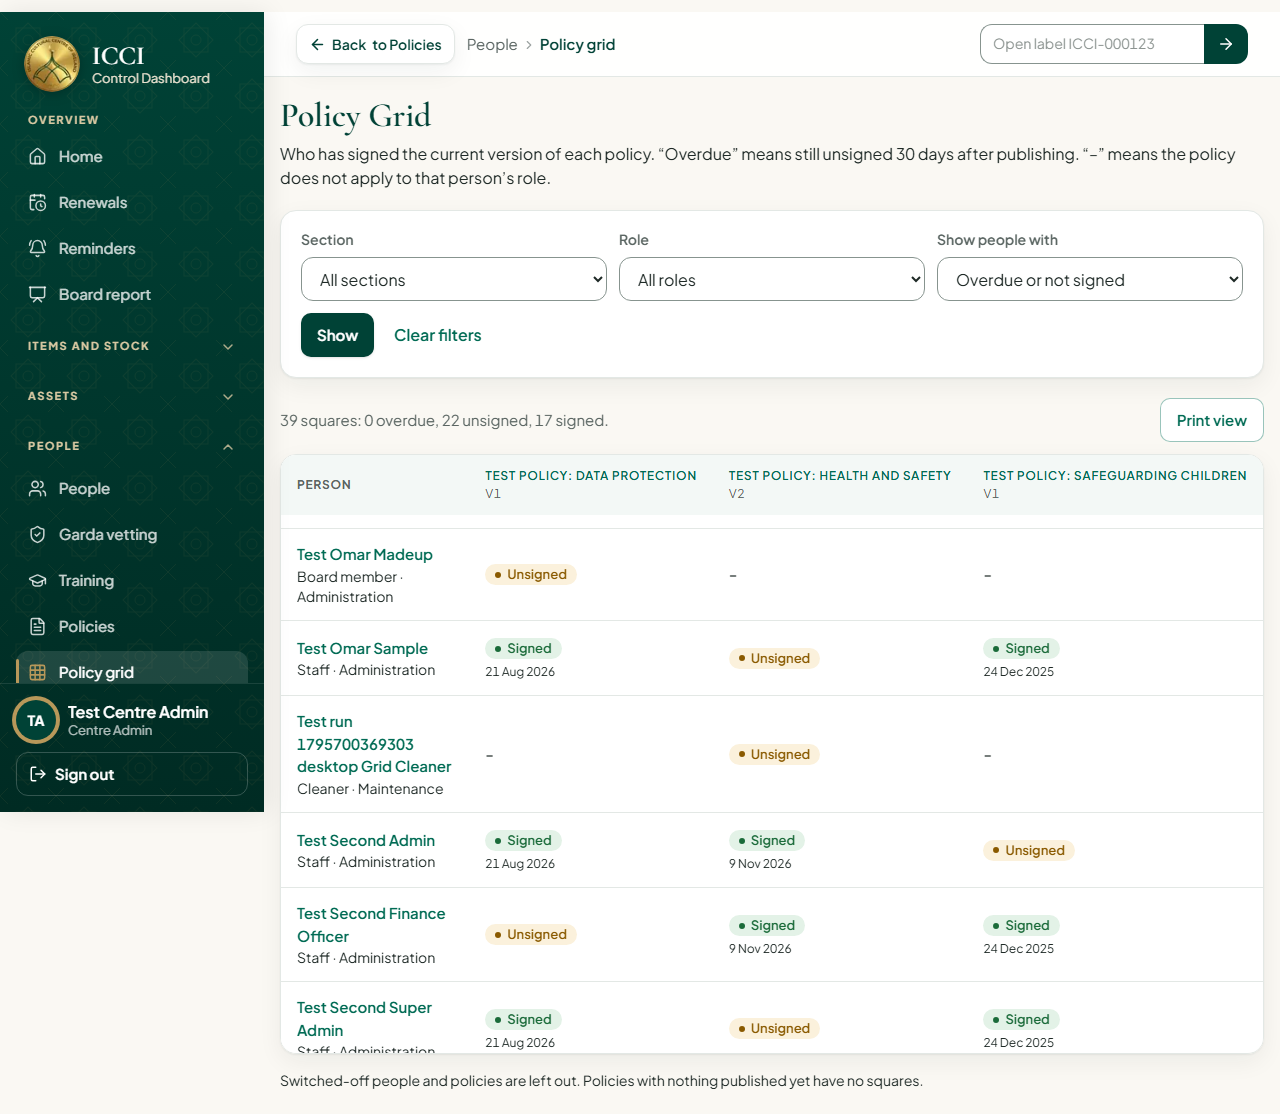 ICCI
Control Dashboard
OVERVIEW
Home
Renewals
Reminders
Board report
ITEMS AND STOCK
ASSETS
PEOPLE
People
Garda vetting
Training
Policies
Policy grid
TA
Test Centre Admin
Centre Admin
Sign out
Back to Policies
People
Policy grid
Open label ICCI-000123
Policy Grid
Who has signed the current version of each policy. “Overdue” means still unsigned 30 days after publishing. “–” means the policy
does not apply to that person’s role.
Section
Role
Show people with
All sections
All roles
Overdue or not signed
Show
Clear filters
39 squares: 0 overdue, 22 unsigned, 17 signed.
Print view
PERSON
TEST POLICY: DATA PROTECTION
V1
TEST POLICY: HEALTH AND SAFETY
V2
TEST POLICY: SAFEGUARDING CHILDREN
V1
Test Omar Madeup
Board member ·
Administration
Unsigned
–
–
Test Omar Sample
Staff · Administration
Signed
21 Aug 2026
Unsigned
Signed
24 Dec 2025
Test run
1795700369303
desktop Grid Cleaner
Cleaner · Maintenance
–
Unsigned
–
Test Second Admin
Staff · Administration
Signed
21 Aug 2026
Signed
9 Nov 2026
Unsigned
Test Second Finance
Officer
Staff · Administration
Unsigned
Signed
9 Nov 2026
Signed
24 Dec 2025
Test Second Super
Admin
Staff · Administration
Signed
21 Aug 2026
Unsigned
Signed
24 Dec 2025
Switched-off people and policies are left out. Policies with nothing published yet have no squares.